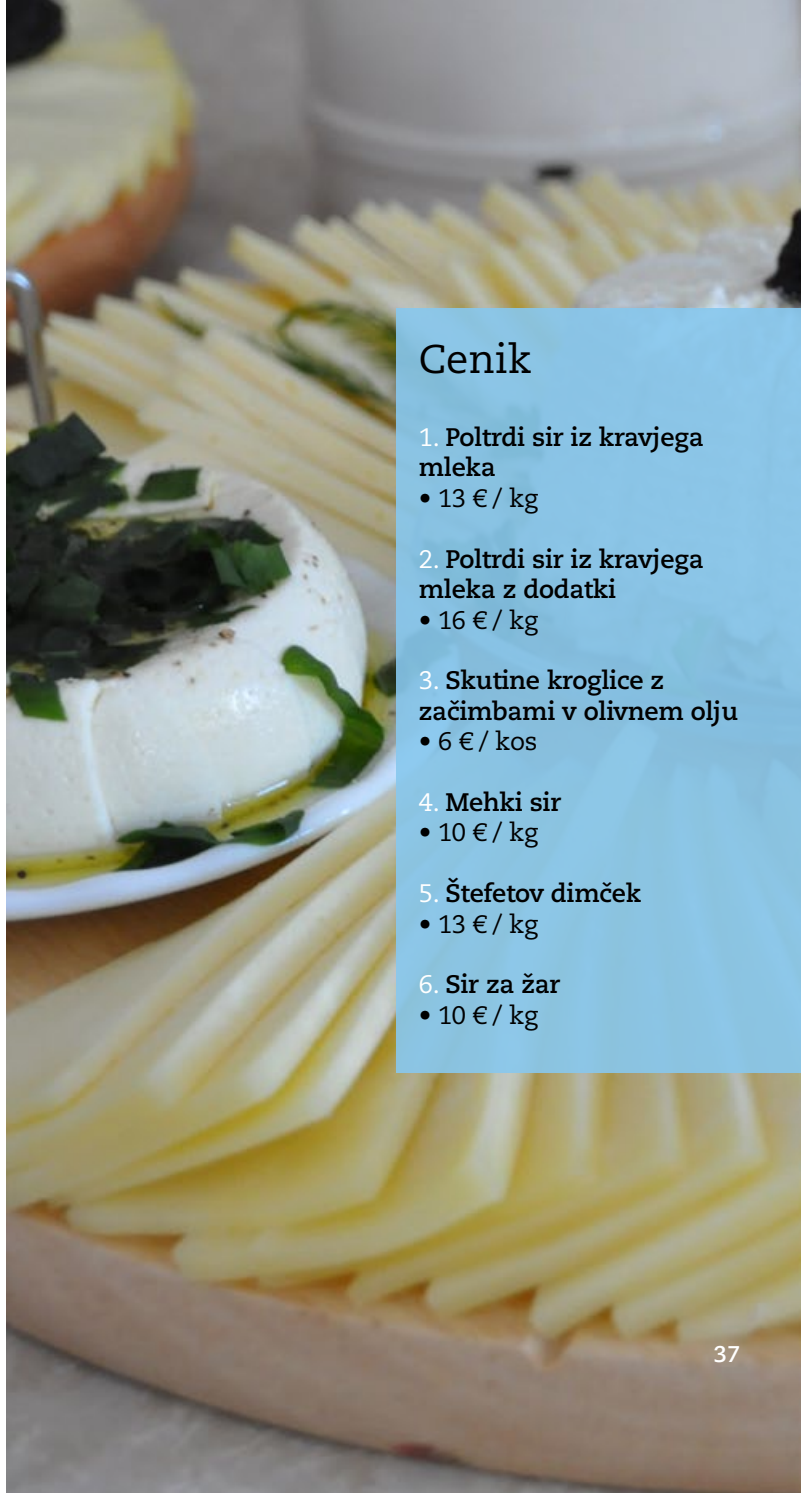 Cenik
1. Poltrdi sir iz kravjega
mleka
• 13 € / kg
2. Poltrdi sir iz kravjega
mleka z dodatki
• 16 € / kg
3. Skutine kroglice z
začimbami v olivnem olju
• 6 € / kos
4. Mehki sir
• 10 € / kg
5. Štefetov dimček
• 13 € / kg
6. Sir za žar
• 10 € / kg
37